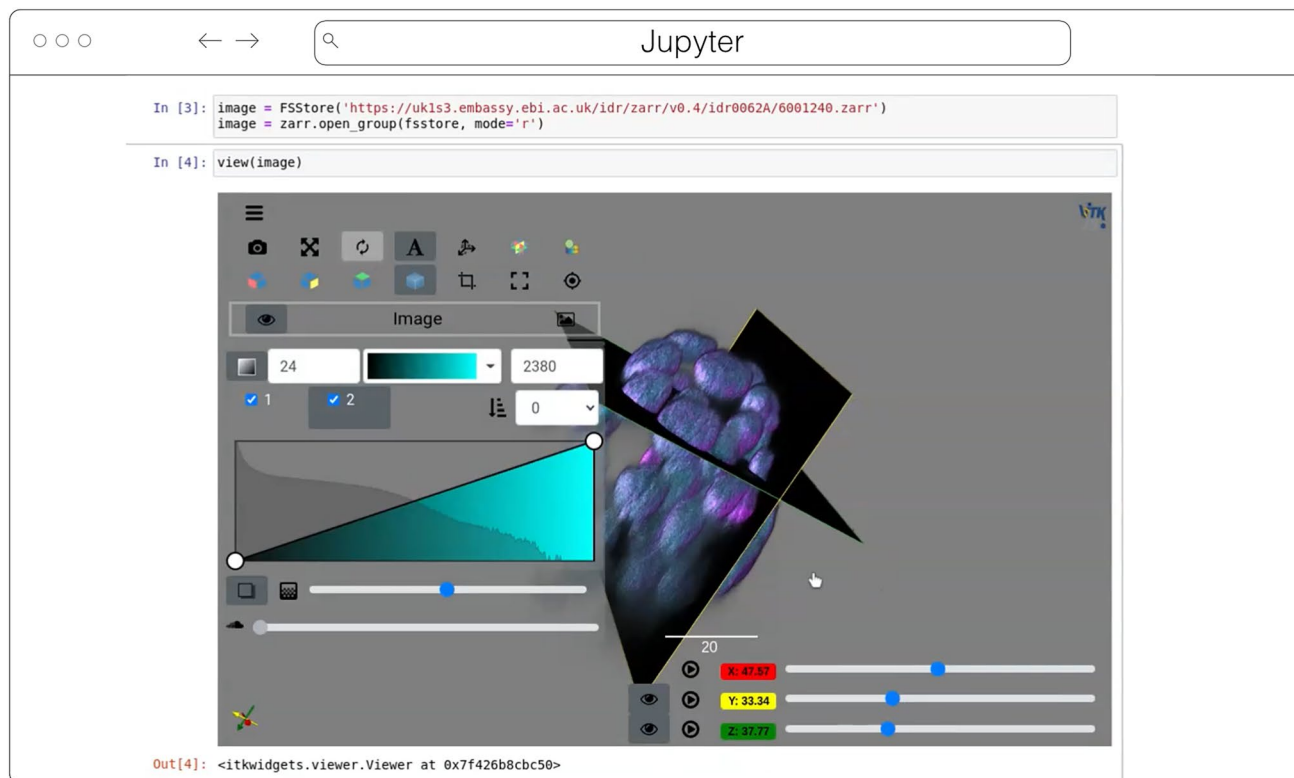 Jupyter
In [3]: image = FSStore('https://uk1s3.embassy.ebi.ac.uk/idr/zarr/v0.4/idr0062A/6001240.zarr')
image = zarr.open_group(fsstore, mode='r')
In [4]: view(image)
itk
A
Image
24
2380
1
2
0
20
X: 47.57
Y: 33.34
Z: 37.77
Out[4]: <itkwidgets.viewer.Viewer at 0x7f426b8cbc50>